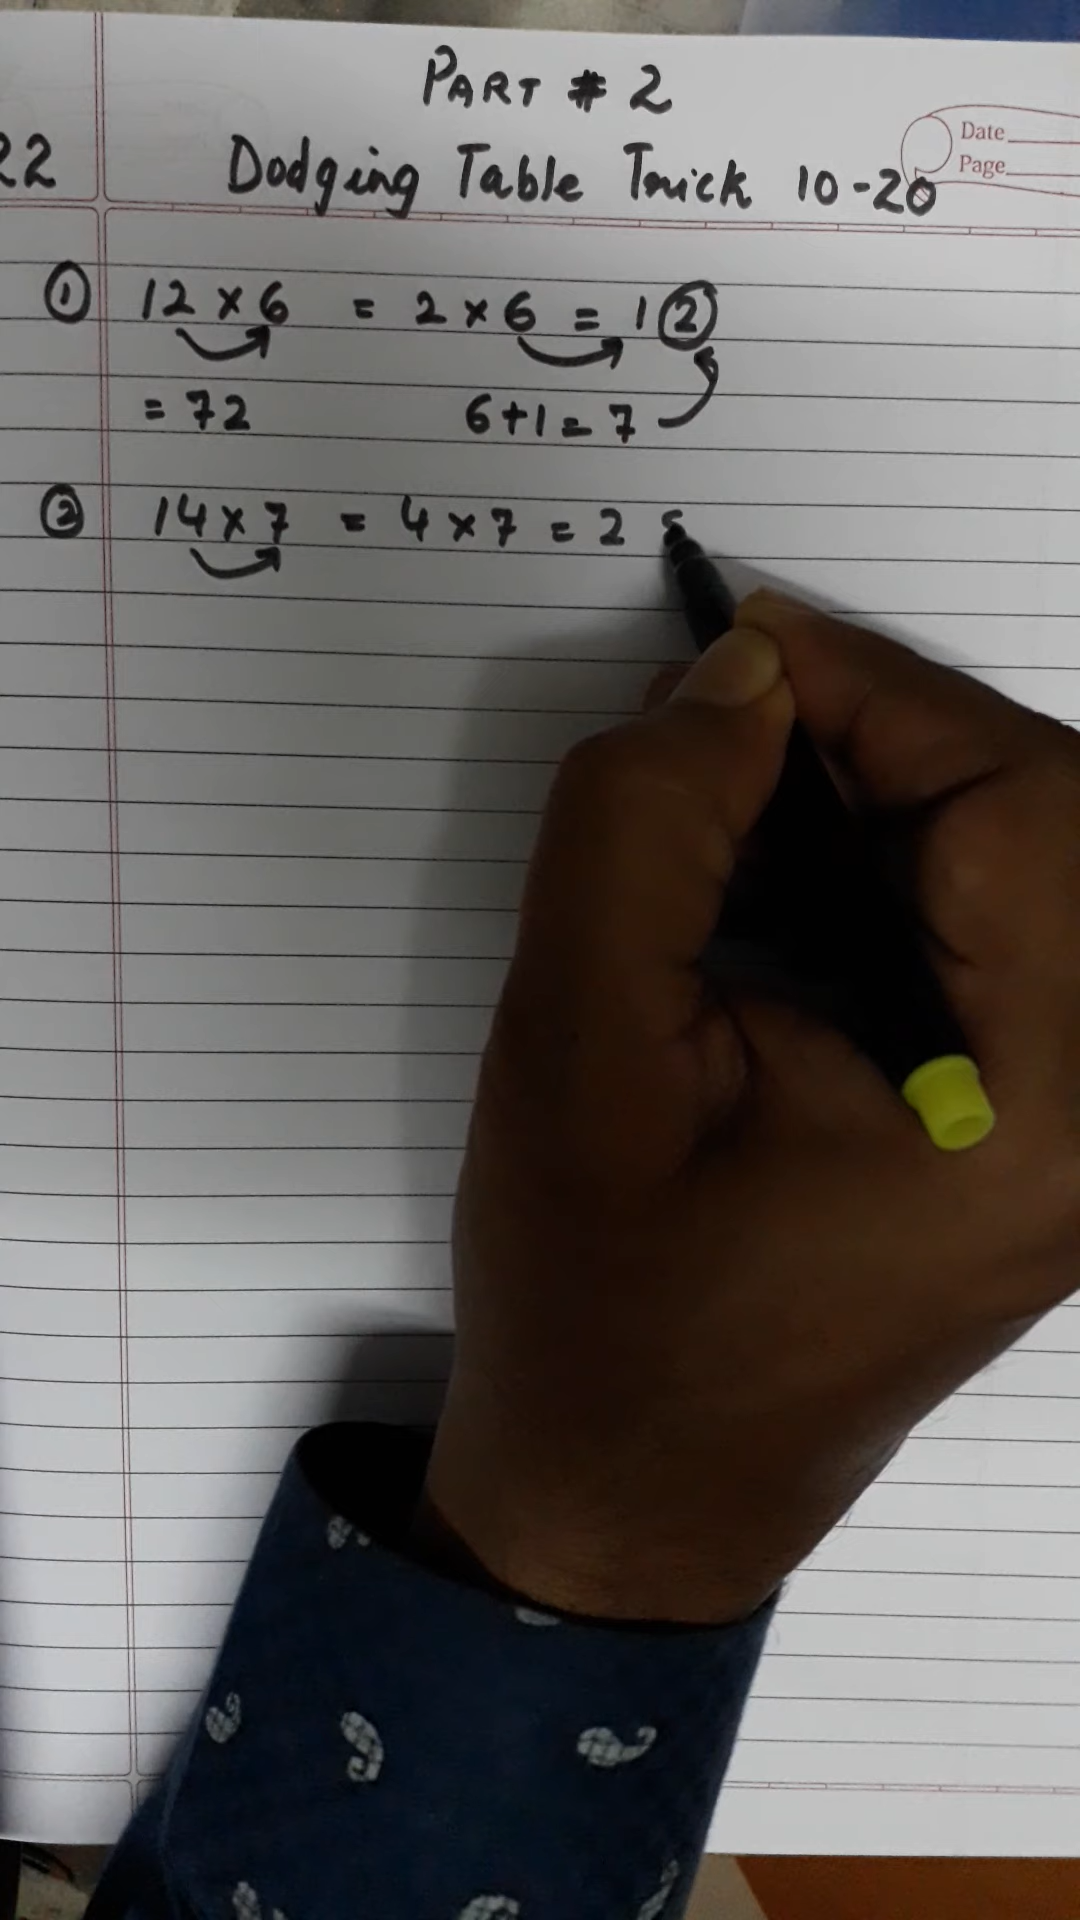 PART # 2
Date
Page
22
Dodging Table Trick 10-20
① 12 × 6 = 2 × 6 = 1②
= 72 6+1=7
② 14 × 7 = 4 × 7 = 2